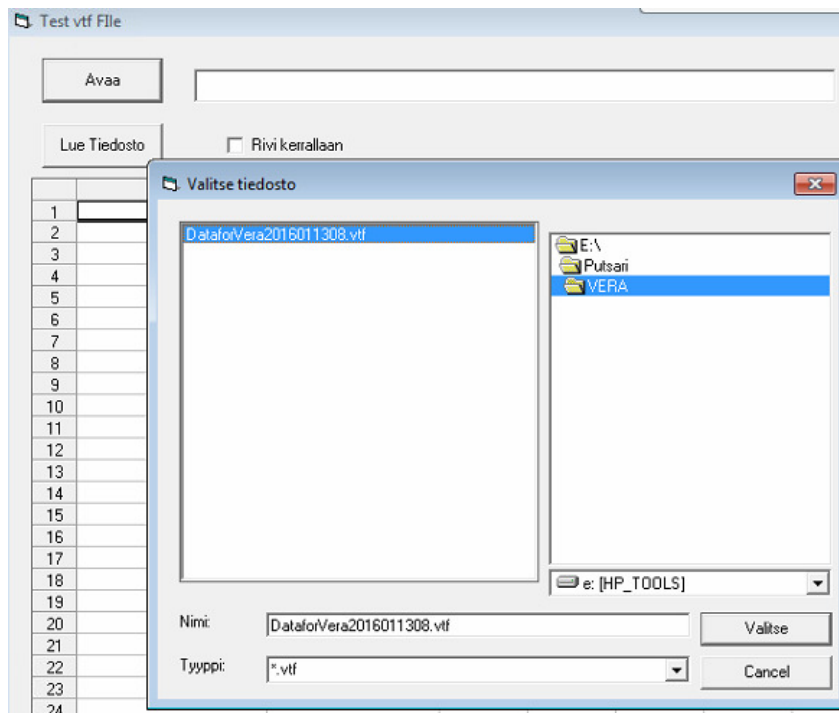 Test vtf FIle
Avaa
Lue Tiedosto
Rivi kerrallaan
Valitse tiedosto
1
2
3
4
5
6
7
8
9
10
11
12
13
14
15
16
17
18
19
20
21
22
23
24
DataforVera2016011308.vtf
E:\
Putsari
VERA
e: [HP_TOOLS]
Nimi:
DataforVera2016011308.vtf
Valitse
Tyyppi:
*.vtf
Cancel